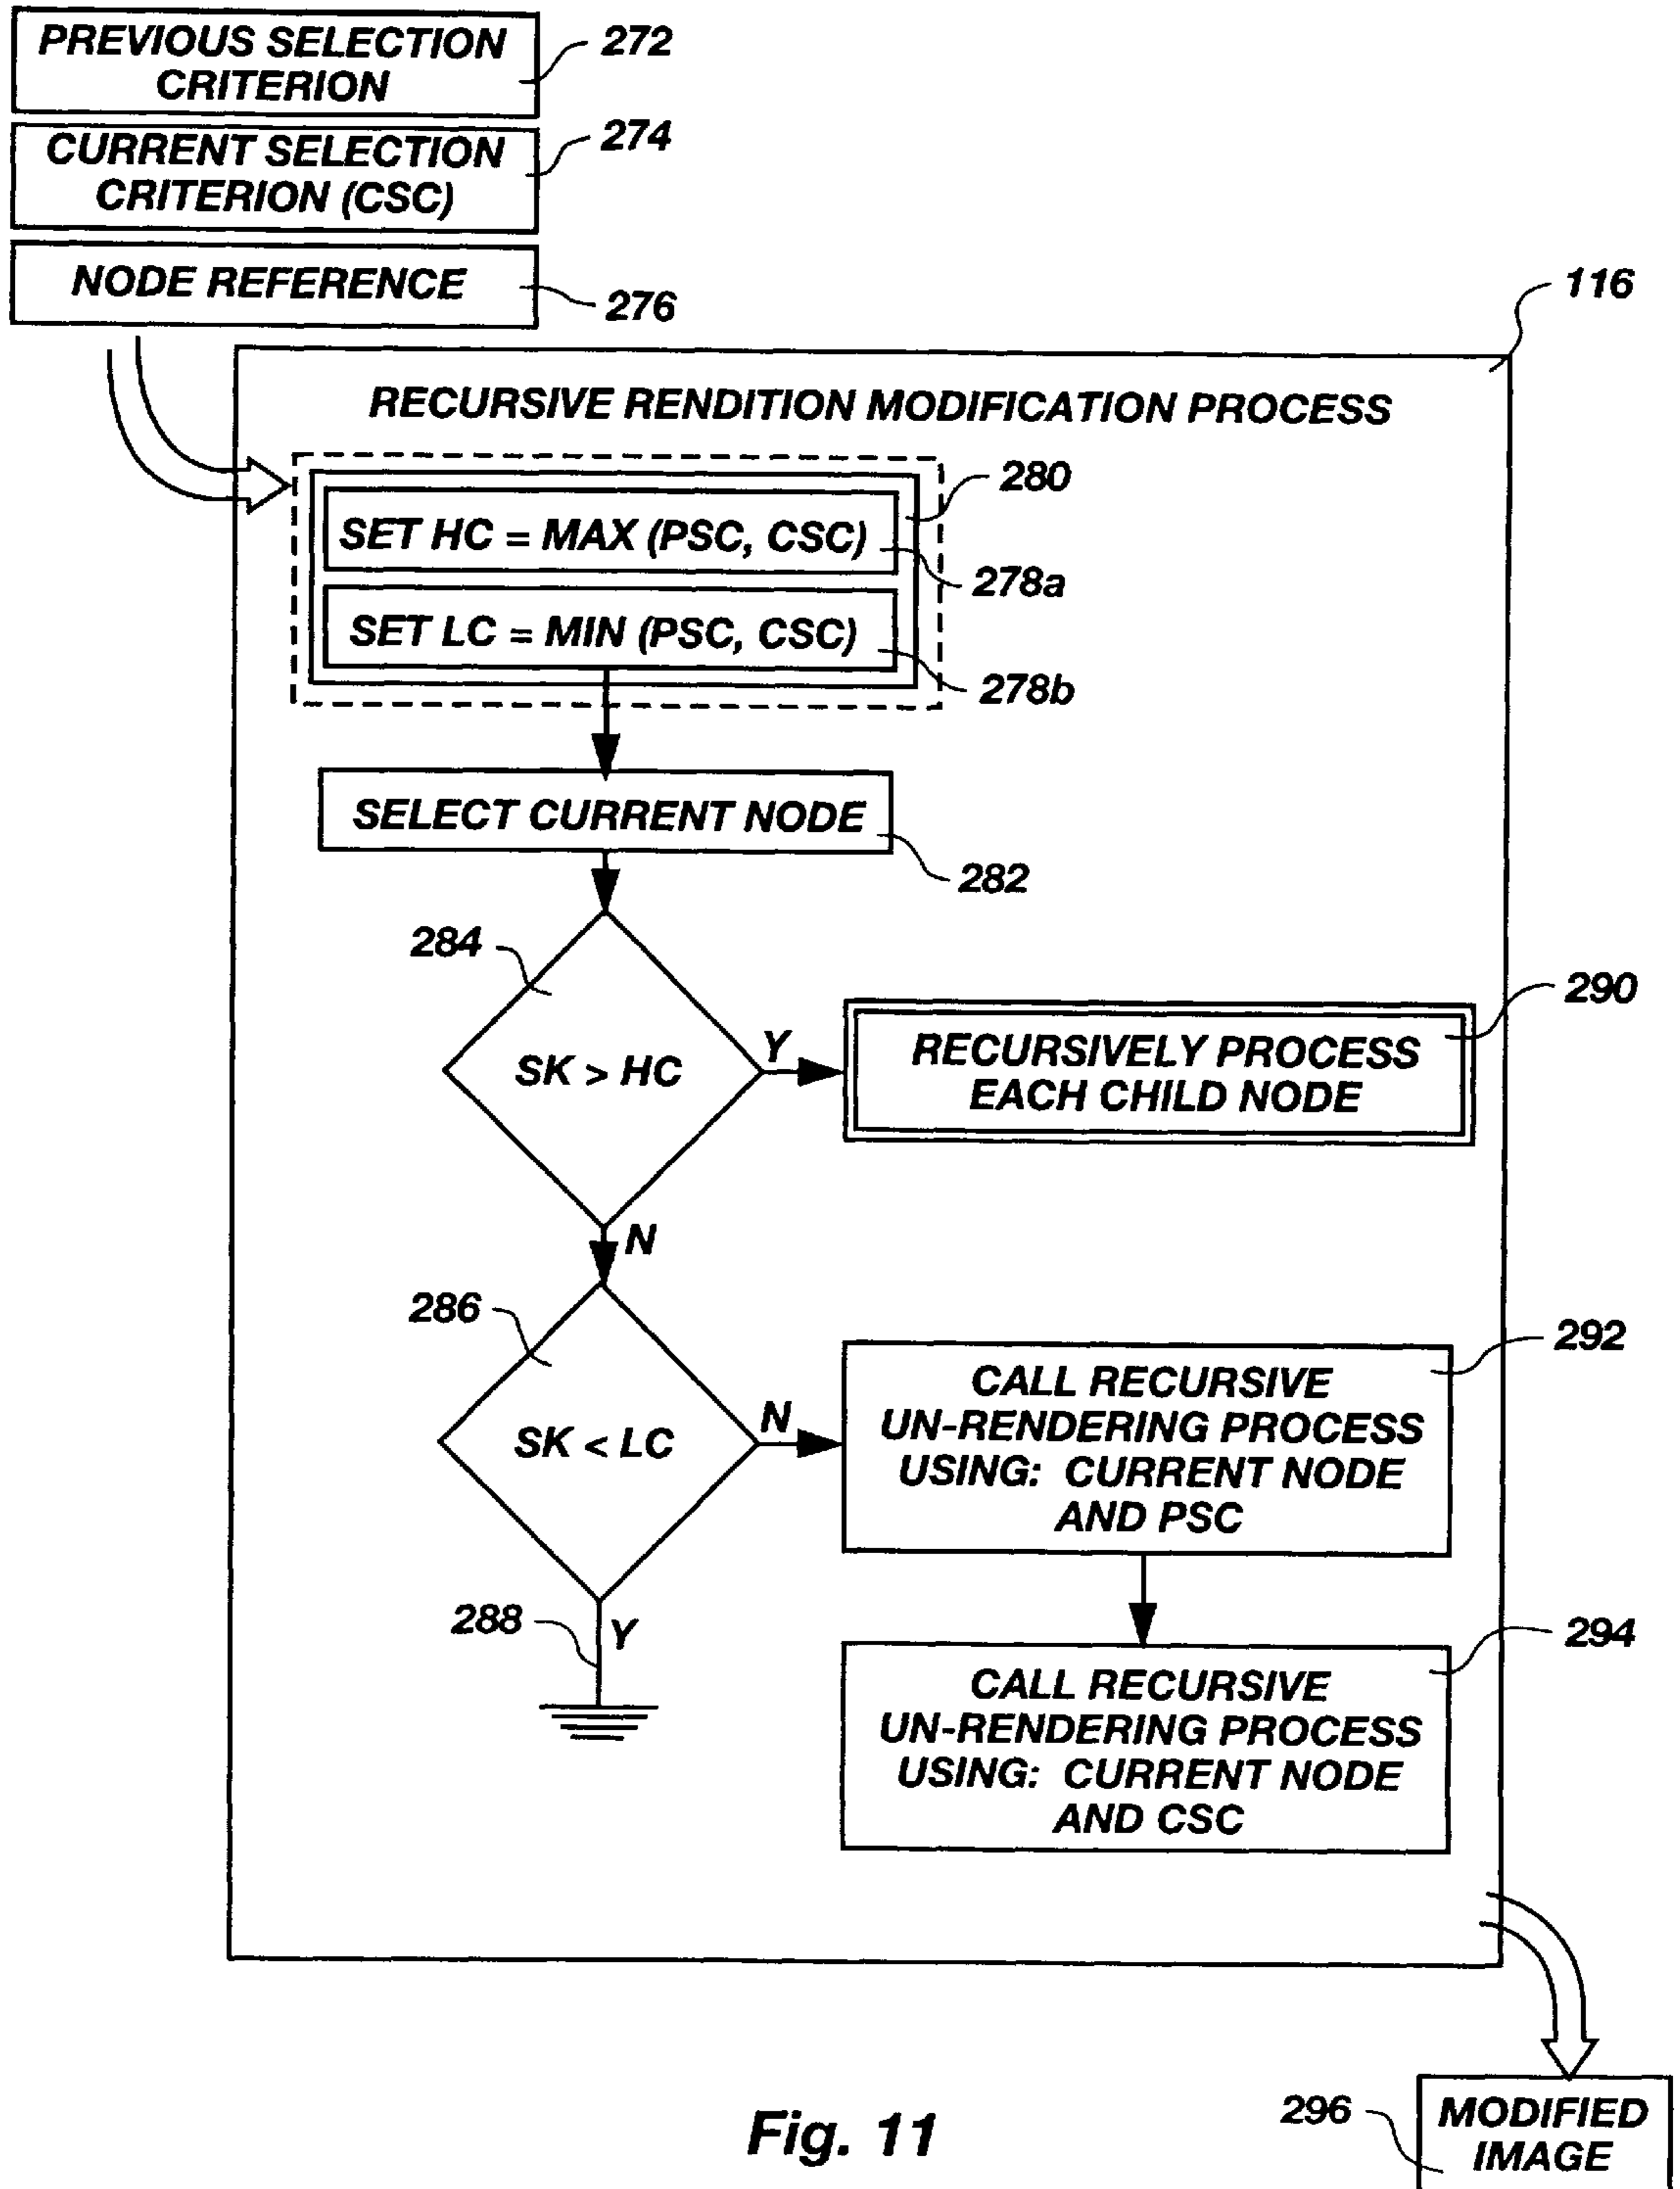 PREVIOUS SELECTION
CRITERION
272
CURRENT SELECTION
CRITERION (CSC)
274
NODE REFERENCE
276
116
RECURSIVE RENDITION MODIFICATION PROCESS
280
SET HC = MAX (PSC, CSC)
278a
SET LC = MIN (PSC, CSC)
278b
SELECT CURRENT NODE
282
284
SK > HC
Y
290
RECURSIVELY PROCESS
EACH CHILD NODE
N
286
SK < LC
N
292
CALL RECURSIVE
UN-RENDERING PROCESS
USING: CURRENT NODE
AND PSC
288
Y
294
CALL RECURSIVE
UN-RENDERING PROCESS
USING: CURRENT NODE
AND CSC
296
MODIFIED
IMAGE
Fig. 11